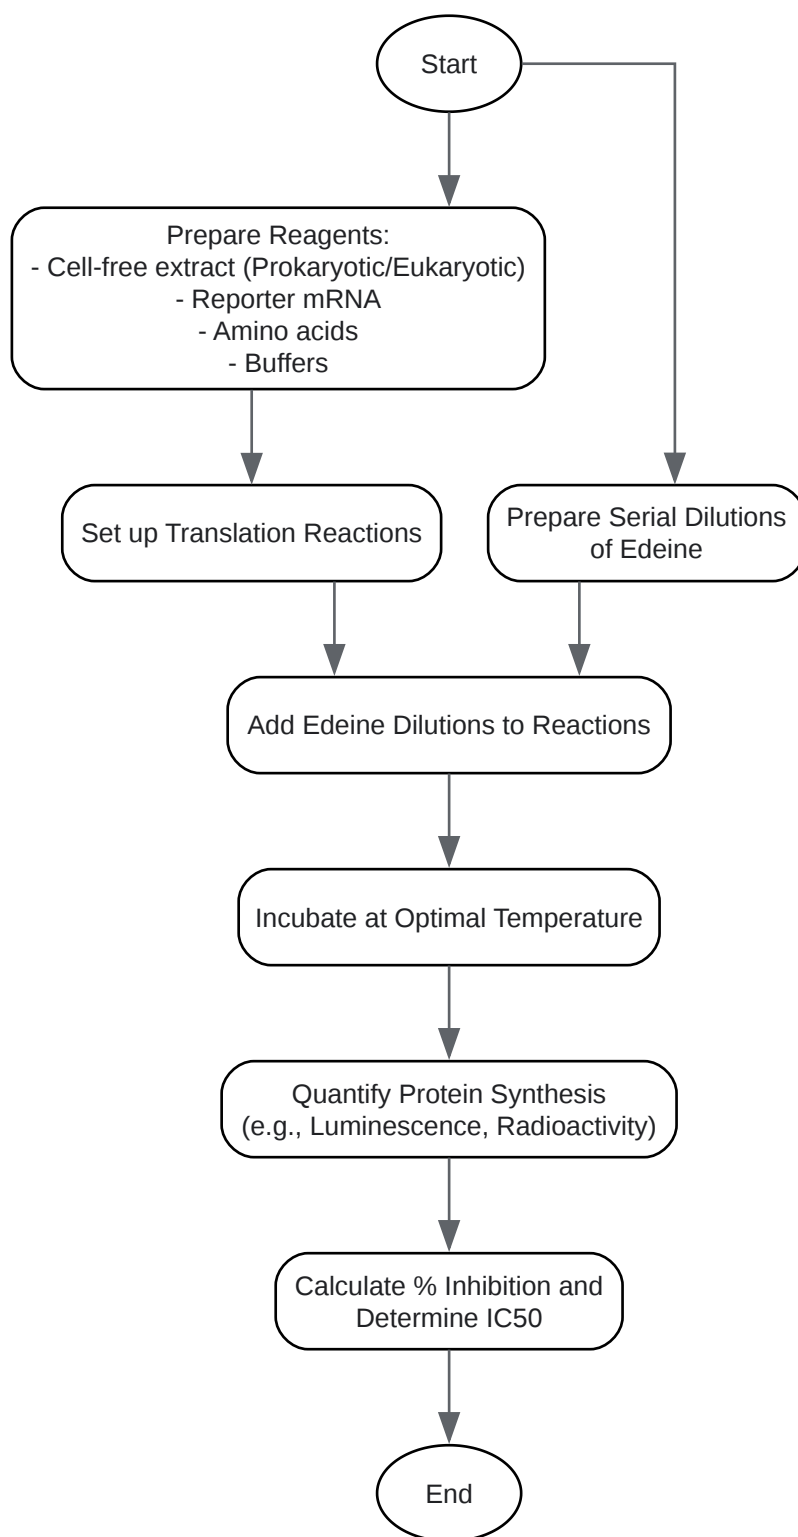 Start
Prepare Reagents:
- Cell-free extract (Prokaryotic/Eukaryotic)
- Reporter mRNA
- Amino acids
- Buffers
Set up Translation Reactions
Prepare Serial Dilutions
of Edeine
Add Edeine Dilutions to Reactions
Incubate at Optimal Temperature
Quantify Protein Synthesis
(e.g., Luminescence, Radioactivity)
Calculate % Inhibition and
Determine IC50
End